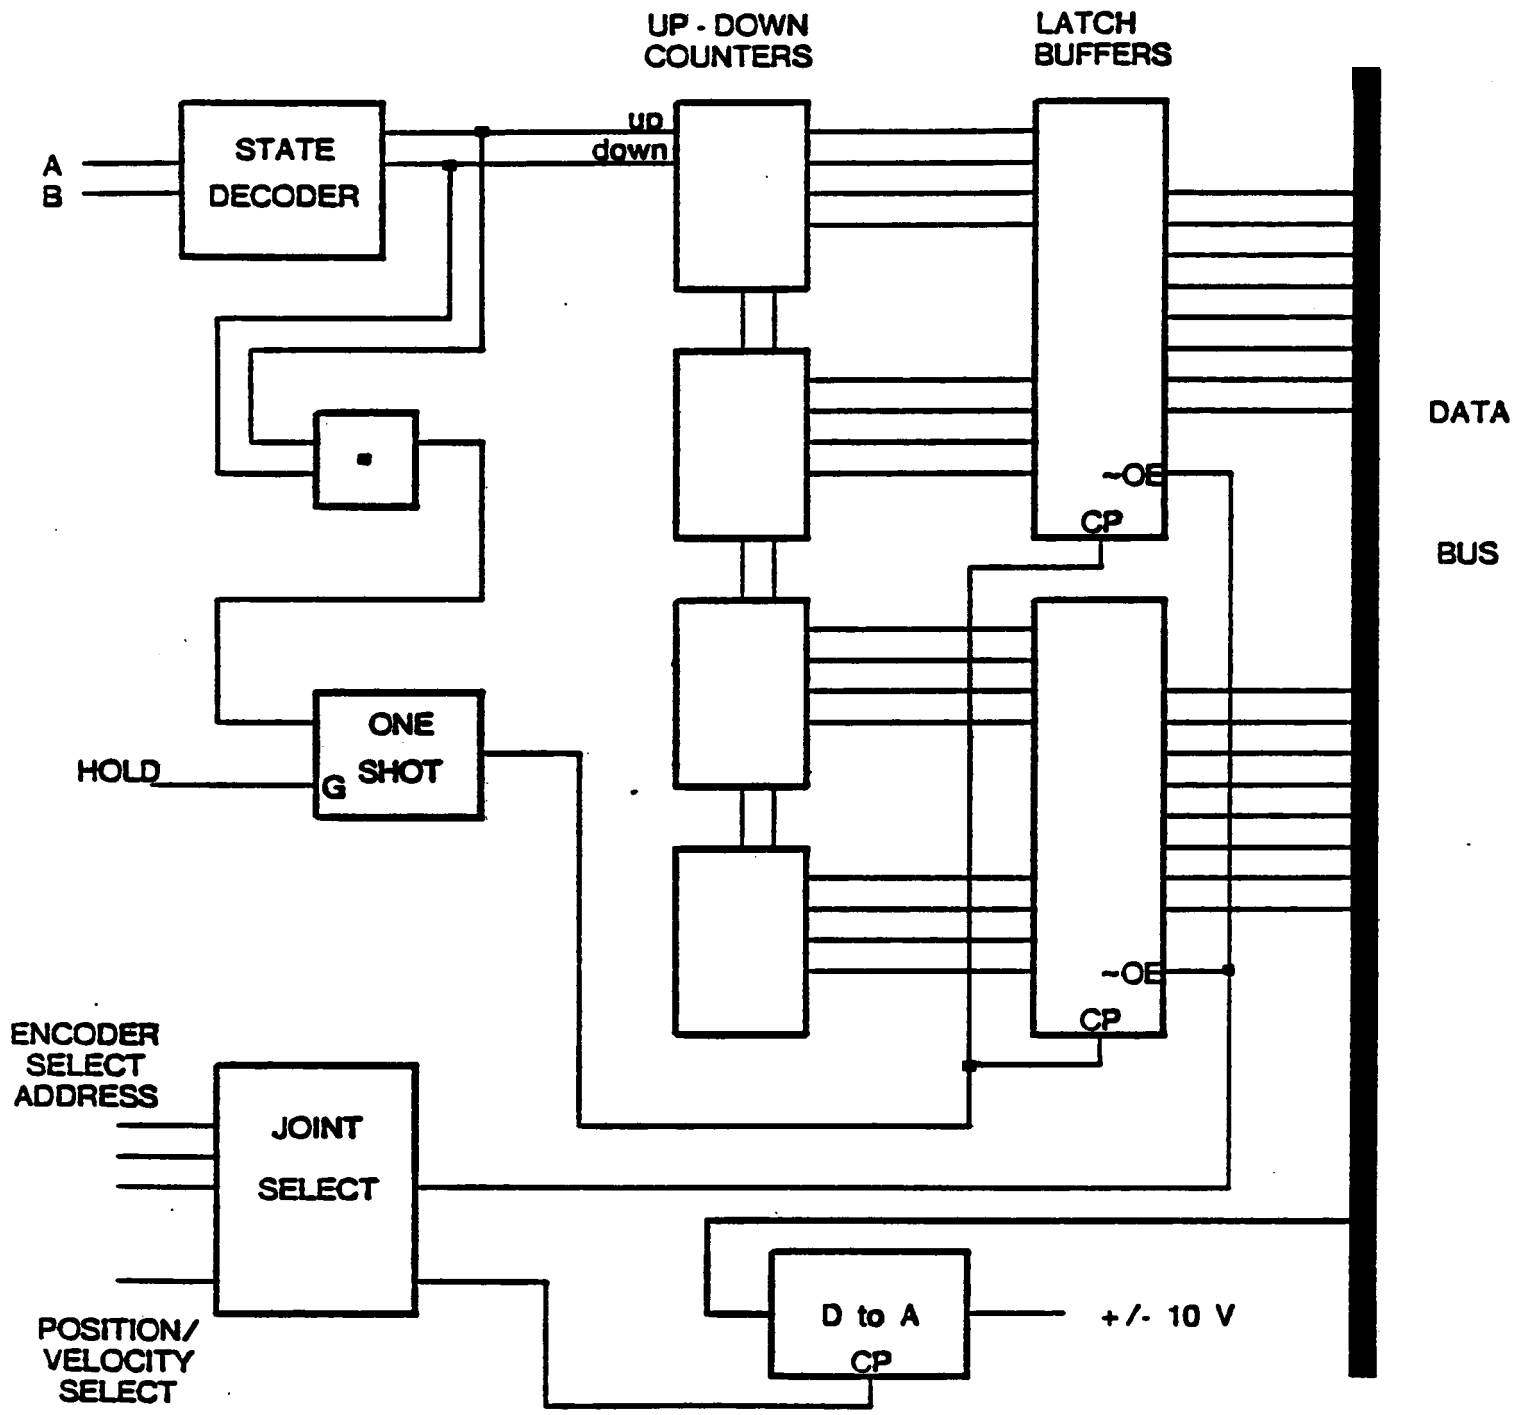 UP - DOWN
COUNTERS
LATCH
BUFFERS
STATE
DECODER
A
B
up
down
DATA
BUS
~OE
CP
=
ONE
SHOT
HOLD
G
~OE
CP
ENCODER
SELECT
ADDRESS
JOINT
SELECT
POSITION/
VELOCITY
SELECT
D to A
CP
+/- 10 V